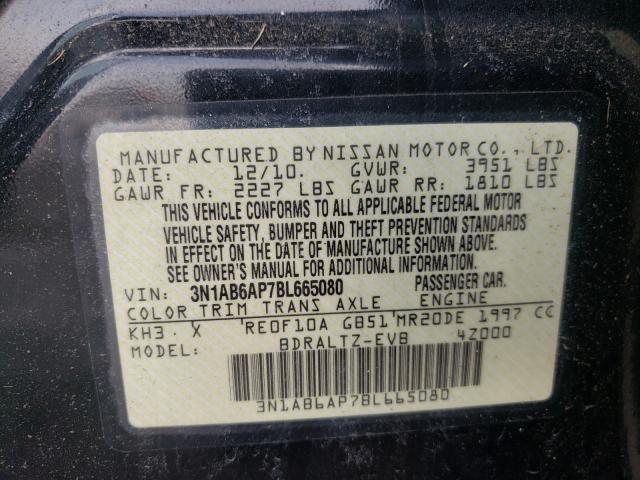 MANUFACTURED BY NISSAN MOTOR CO., LTD.
DATE: 12/10. GVWR: 3951 LBS
GAWR FR: 2227 LBS GAWR RR: 1810 LBS
THIS VEHICLE CONFORMS TO ALL APPLICABLE FEDERAL MOTOR
VEHICLE SAFETY, BUMPER AND THEFT PREVENTION STANDARDS
IN EFFECT ON THE DATE OF MANUFACTURE SHOWN ABOVE.
SEE OWNER'S MANUAL FOR ADDITIONAL INFORMATION.
VIN: 3N1AB6AP7BL665080 PASSENGER CAR.
COLOR TRIM TRANS AXLE ENGINE
KH3 X RE0F10A GB51 MR20DE 1997 CC
MODEL: BDRALTZ-EVB 4Z000
3N1AB6AP7BL665080